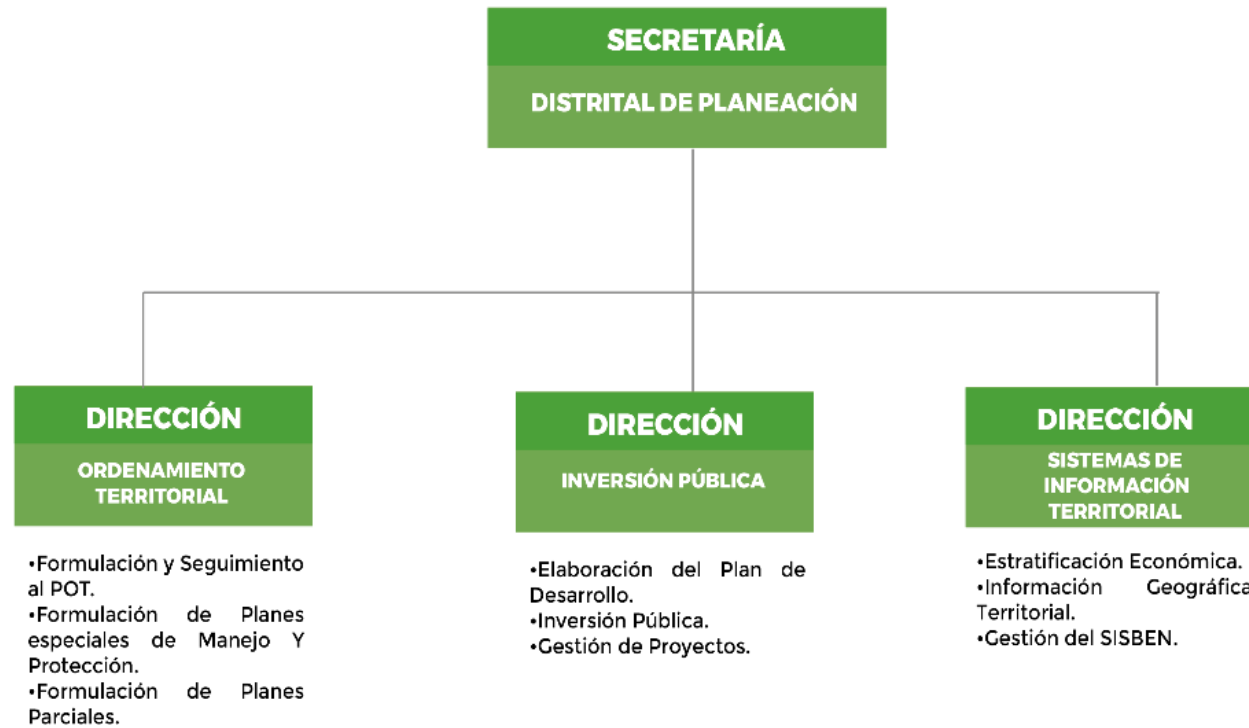 SECRETARÍA
DISTRITAL DE PLANEACIÓN
DIRECCIÓN
ORDENAMIENTO
TERRITORIAL
•Formulación y Seguimiento
al POT.
•Formulación de Planes
especiales de Manejo Y
Protección.
•Formulación de Planes
Parciales.
DIRECCIÓN
INVERSIÓN PÚBLICA
•Elaboración del Plan de
Desarrollo.
•Inversión Pública.
•Gestión de Proyectos.
DIRECCIÓN
SISTEMAS DE
INFORMACIÓN
TERRITORIAL
•Estratificación Económica.
•Información Geográfica
Territorial.
•Gestión del SISBEN.